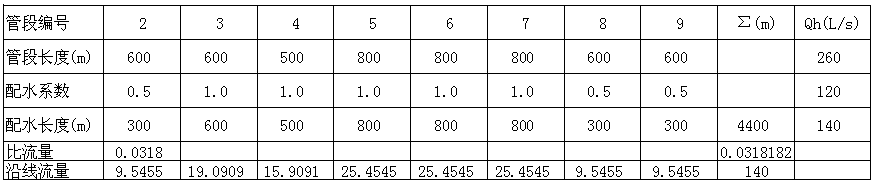 管段编号 2 3 4 5 6 7 8 9 Σ(m) Qh(L/s)
管段长度(m) 600 600 500 800 800 800 600 600 260
配水系数 0.5 1.0 1.0 1.0 1.0 1.0 0.5 0.5 120
配水长度(m) 300 600 500 800 800 800 300 300 4400 140
比流量 0.0318 0.0318182
沿线流量 9.5455 19.0909 15.9091 25.4545 25.4545 25.4545 9.5455 9.5455 140